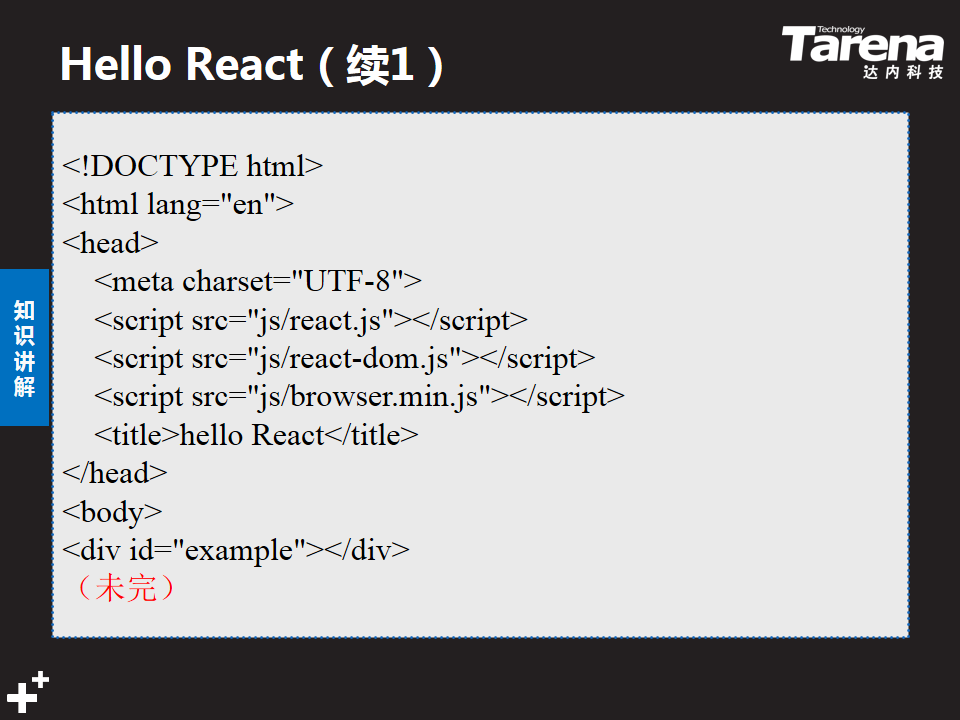 Hello React（续1）
Technology
Tarena
达内科技
知识讲解
<!DOCTYPE html>
<html lang="en">
<head>
    <meta charset="UTF-8">
    <script src="js/react.js"></script>
    <script src="js/react-dom.js"></script>
    <script src="js/browser.min.js"></script>
    <title>hello React</title>
</head>
<body>
<div id="example"></div>
（未完）